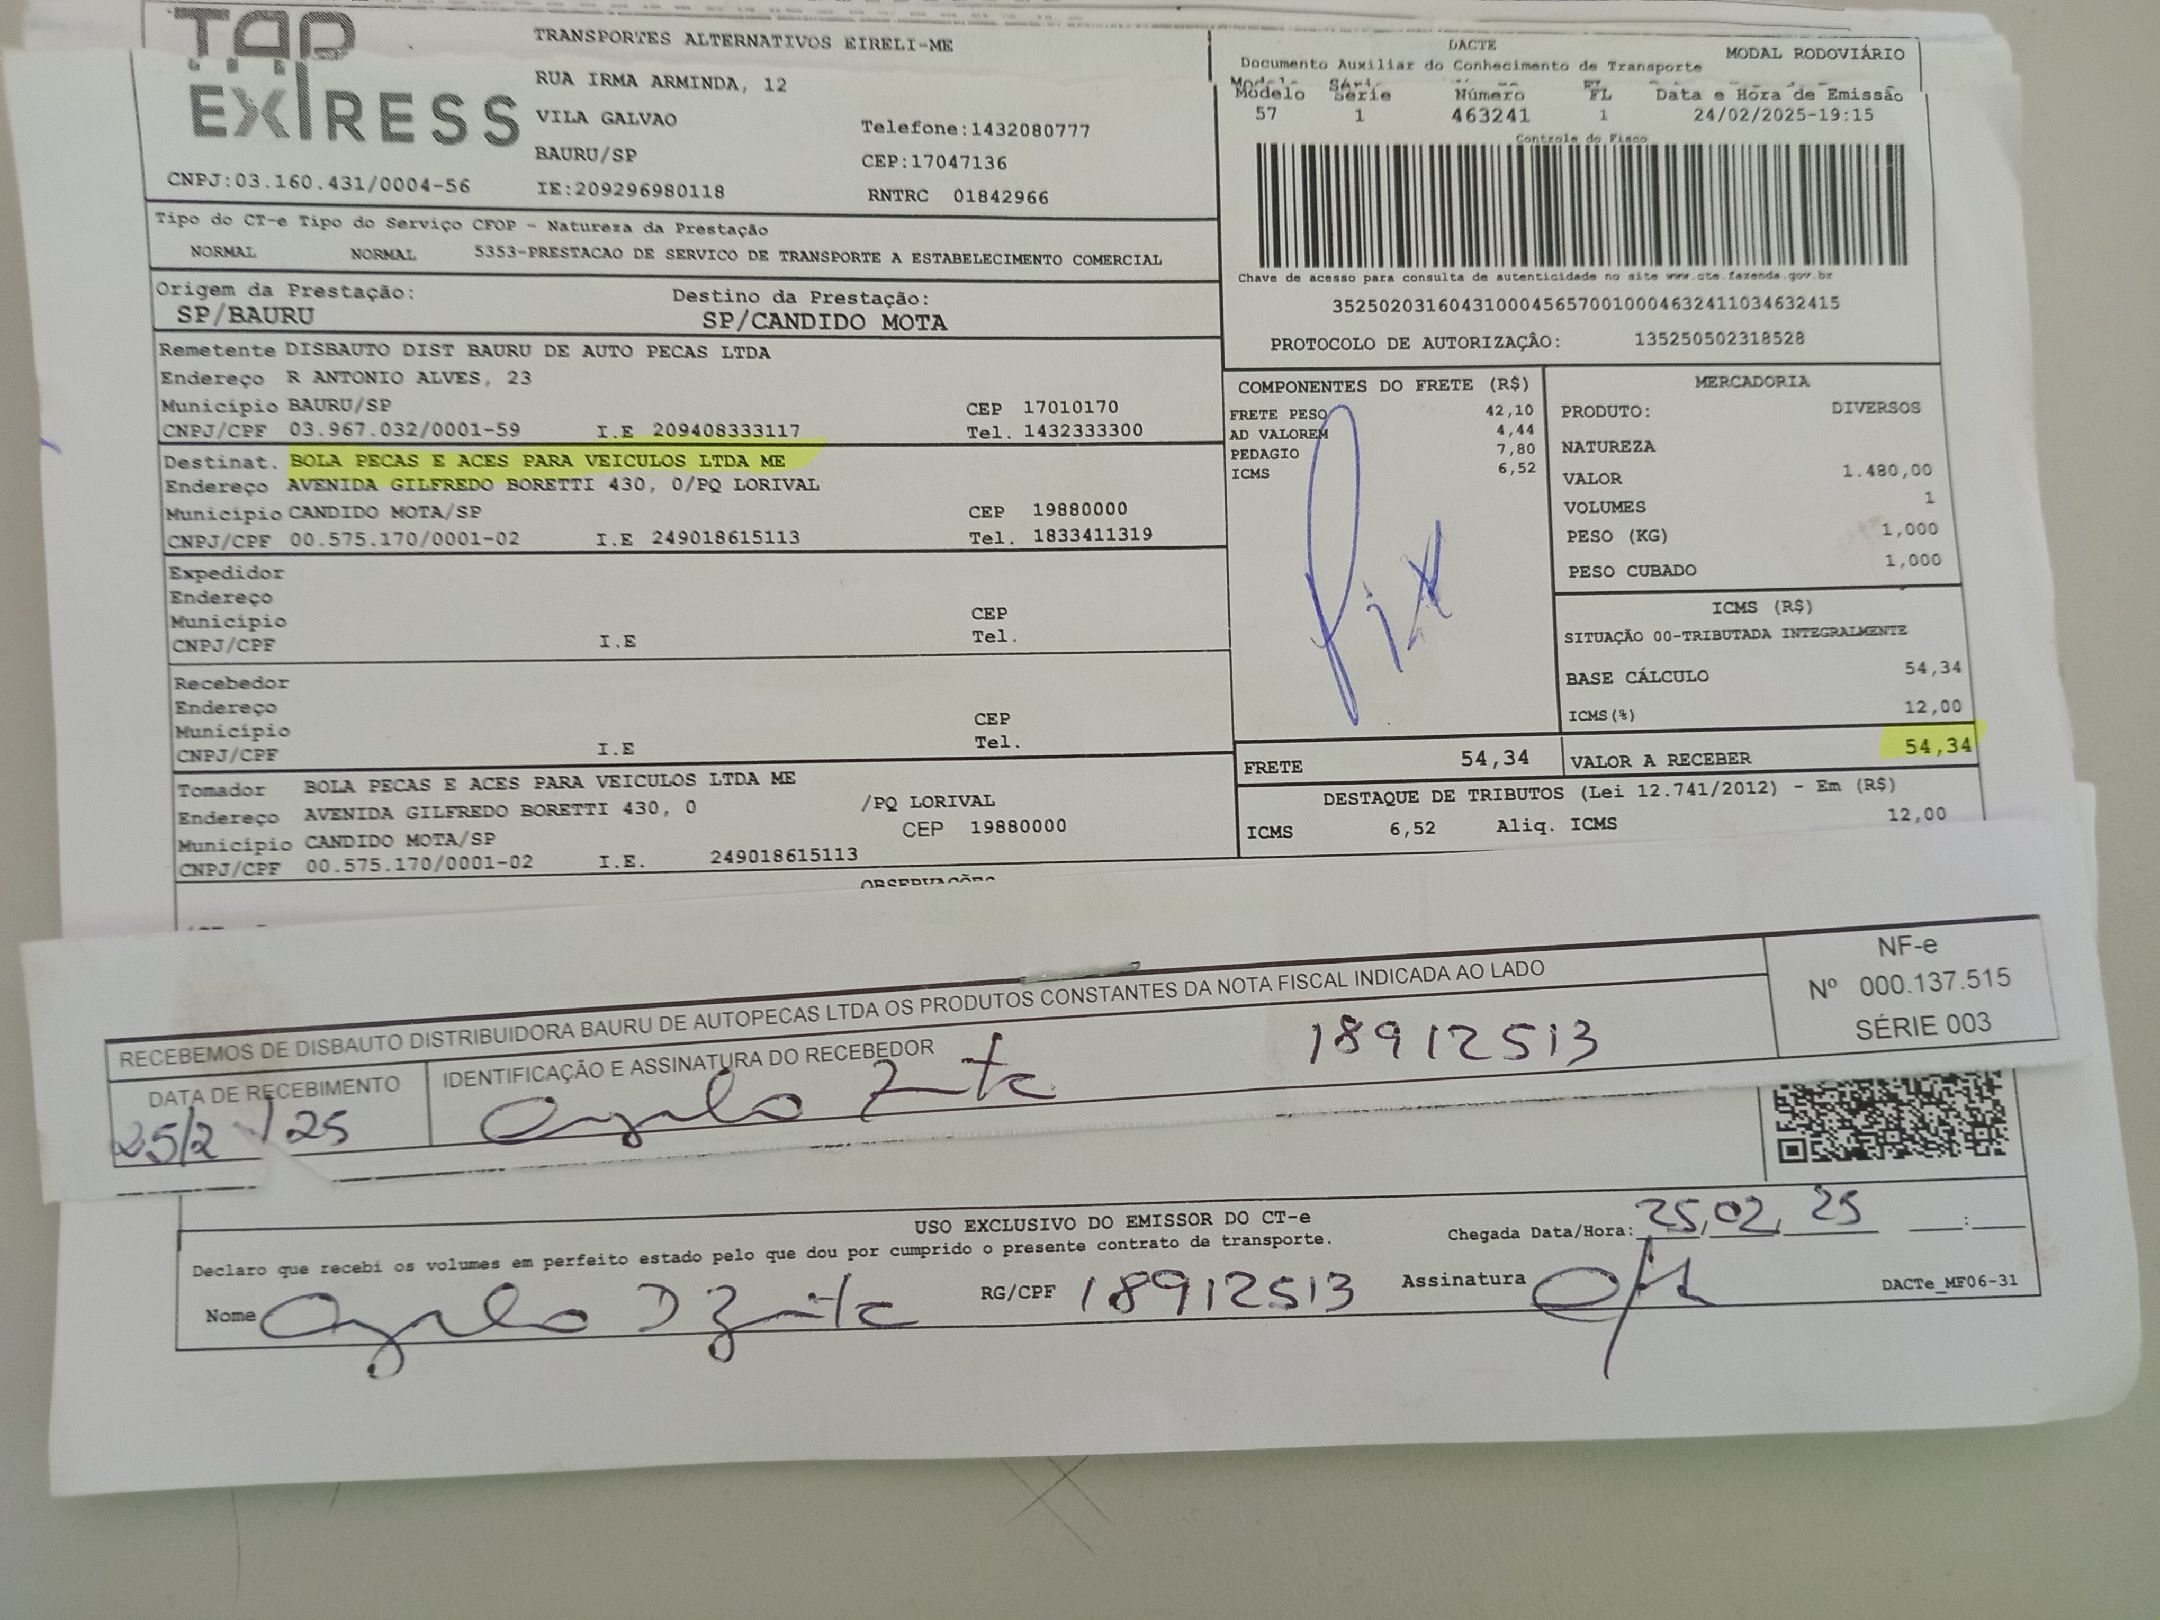 TAP EXPRESS
TRANSPORTES ALTERNATIVOS EIRELI-ME
RUA IRMA ARMINDA, 12
VILA GALVAO
Telefone:1432080777
BAURU/SP
CEP:17047136
CNPJ:03.160.431/0004-56
IE:209296980118
RNTRC 01842966
DACTE
MODAL RODOVIÁRIO
Documento Auxiliar do Conhecimento de Transporte
Modelo Série Número FL Data e Hora de Emissão
57 1 463241 1 24/02/2025-19:15
Controle do Fisco
Chave de acesso para consulta de autenticidade no site www.cte.fazenda.gov.br
35250203160431000456570010004632411034632415
PROTOCOLO DE AUTORIZAÇÃO: 135250502318528
Tipo do CT-e Tipo do Serviço CFOP - Natureza da Prestação
NORMAL NORMAL 5353-PRESTACAO DE SERVICO DE TRANSPORTE A ESTABELECIMENTO COMERCIAL
Origem da Prestação: Destino da Prestação:
SP/BAURU SP/CANDIDO MOTA
Remetente DISBAUTO DIST BAURU DE AUTO PECAS LTDA
Endereço R ANTONIO ALVES, 23
Município BAURU/SP CEP 17010170
CNPJ/CPF 03.967.032/0001-59 I.E 209408333117 Tel. 1432333300
Destinat. BOLA PECAS E ACES PARA VEICULOS LTDA ME
Endereço AVENIDA GILFREDO BORETTI 430, 0/PQ LORIVAL
Município CANDIDO MOTA/SP CEP 19880000
CNPJ/CPF 00.575.170/0001-02 I.E 249018615113 Tel. 1833411319
Expedidor
Endereço
Município CEP
CNPJ/CPF I.E Tel.
Recebedor
Endereço
Município CEP
CNPJ/CPF I.E Tel.
Tomador BOLA PECAS E ACES PARA VEICULOS LTDA ME
Endereço AVENIDA GILFREDO BORETTI 430, 0 /PQ LORIVAL
Município CANDIDO MOTA/SP CEP 19880000
CNPJ/CPF 00.575.170/0001-02 I.E. 249018615113
COMPONENTES DO FRETE (R$)
FRETE PESO 42,10
AD VALOREM 4,44
PEDAGIO 7,80
ICMS 6,52
Pix
MERCADORIA
PRODUTO: DIVERSOS
NATUREZA
VALOR 1.480,00
VOLUMES 1
PESO (KG) 1,000
PESO CUBADO 1,000
ICMS (R$)
SITUAÇÃO 00-TRIBUTADA INTEGRALMENTE
BASE CÁLCULO 54,34
ICMS(%) 12,00
FRETE 54,34 VALOR A RECEBER 54,34
DESTAQUE DE TRIBUTOS (Lei 12.741/2012) - Em (R$)
ICMS 6,52 Aliq. ICMS 12,00
OBSERVAÇÕES
RECEBEMOS DE DISBAUTO DISTRIBUIDORA BAURU DE AUTOPECAS LTDA OS PRODUTOS CONSTANTES DA NOTA FISCAL INDICADA AO LADO
NF-e
Nº 000.137.515
SÉRIE 003
DATA DE RECEBIMENTO IDENTIFICAÇÃO E ASSINATURA DO RECEBEDOR
25/2/25 18912513
USO EXCLUSIVO DO EMISSOR DO CT-e
Declaro que recebi os volumes em perfeito estado pelo que dou por cumprido o presente contrato de transporte.
Chegada Data/Hora: 25,02,25 :
Nome RG/CPF 18912513 Assinatura
DACTe_MF06-31